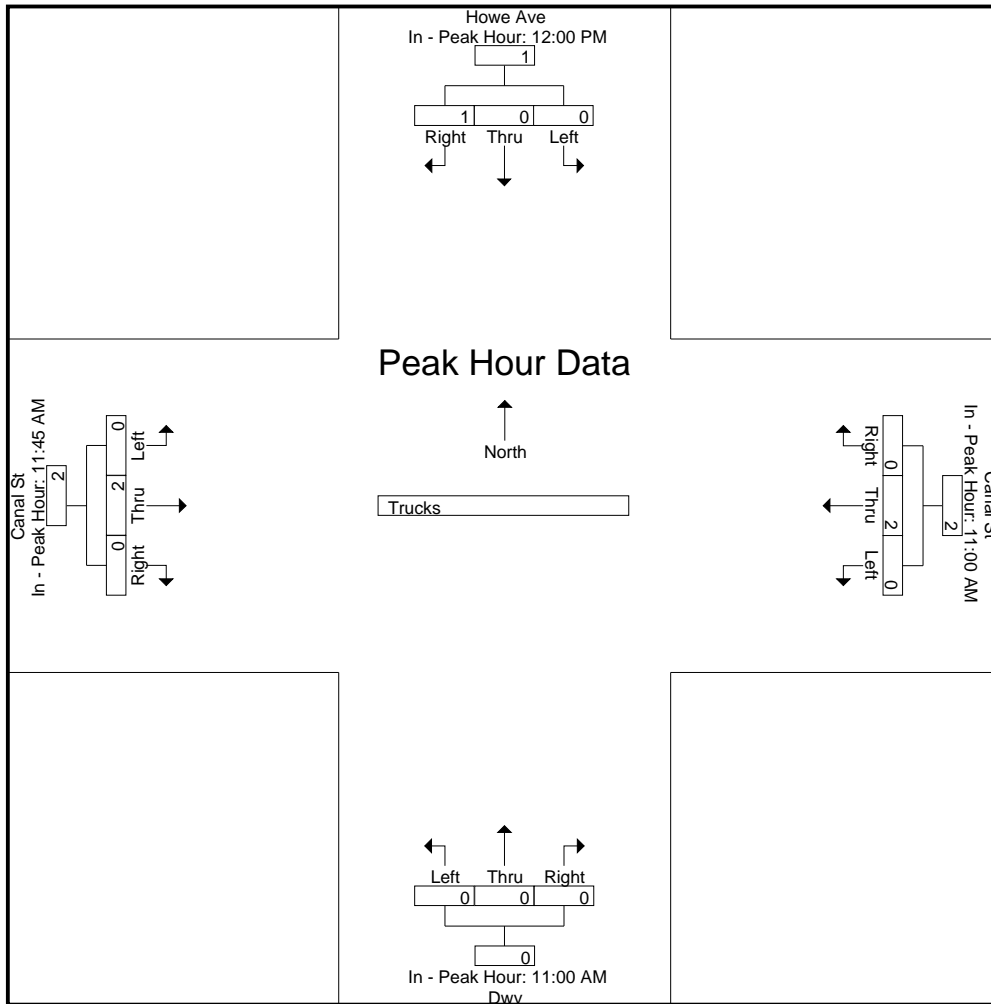 Howe Ave
In - Peak Hour: 12:00 PM
1
1 0 0
Right Thru Left
Peak Hour Data
North
Trucks
Canal St
In - Peak Hour: 11:45 AM
2
0 2 0
Left Thru Right
Canal St
In - Peak Hour: 11:00 AM
2
0 2 0
Right Thru Left
Left Thru Right
0 0 0
0
In - Peak Hour: 11:00 AM
Dwy